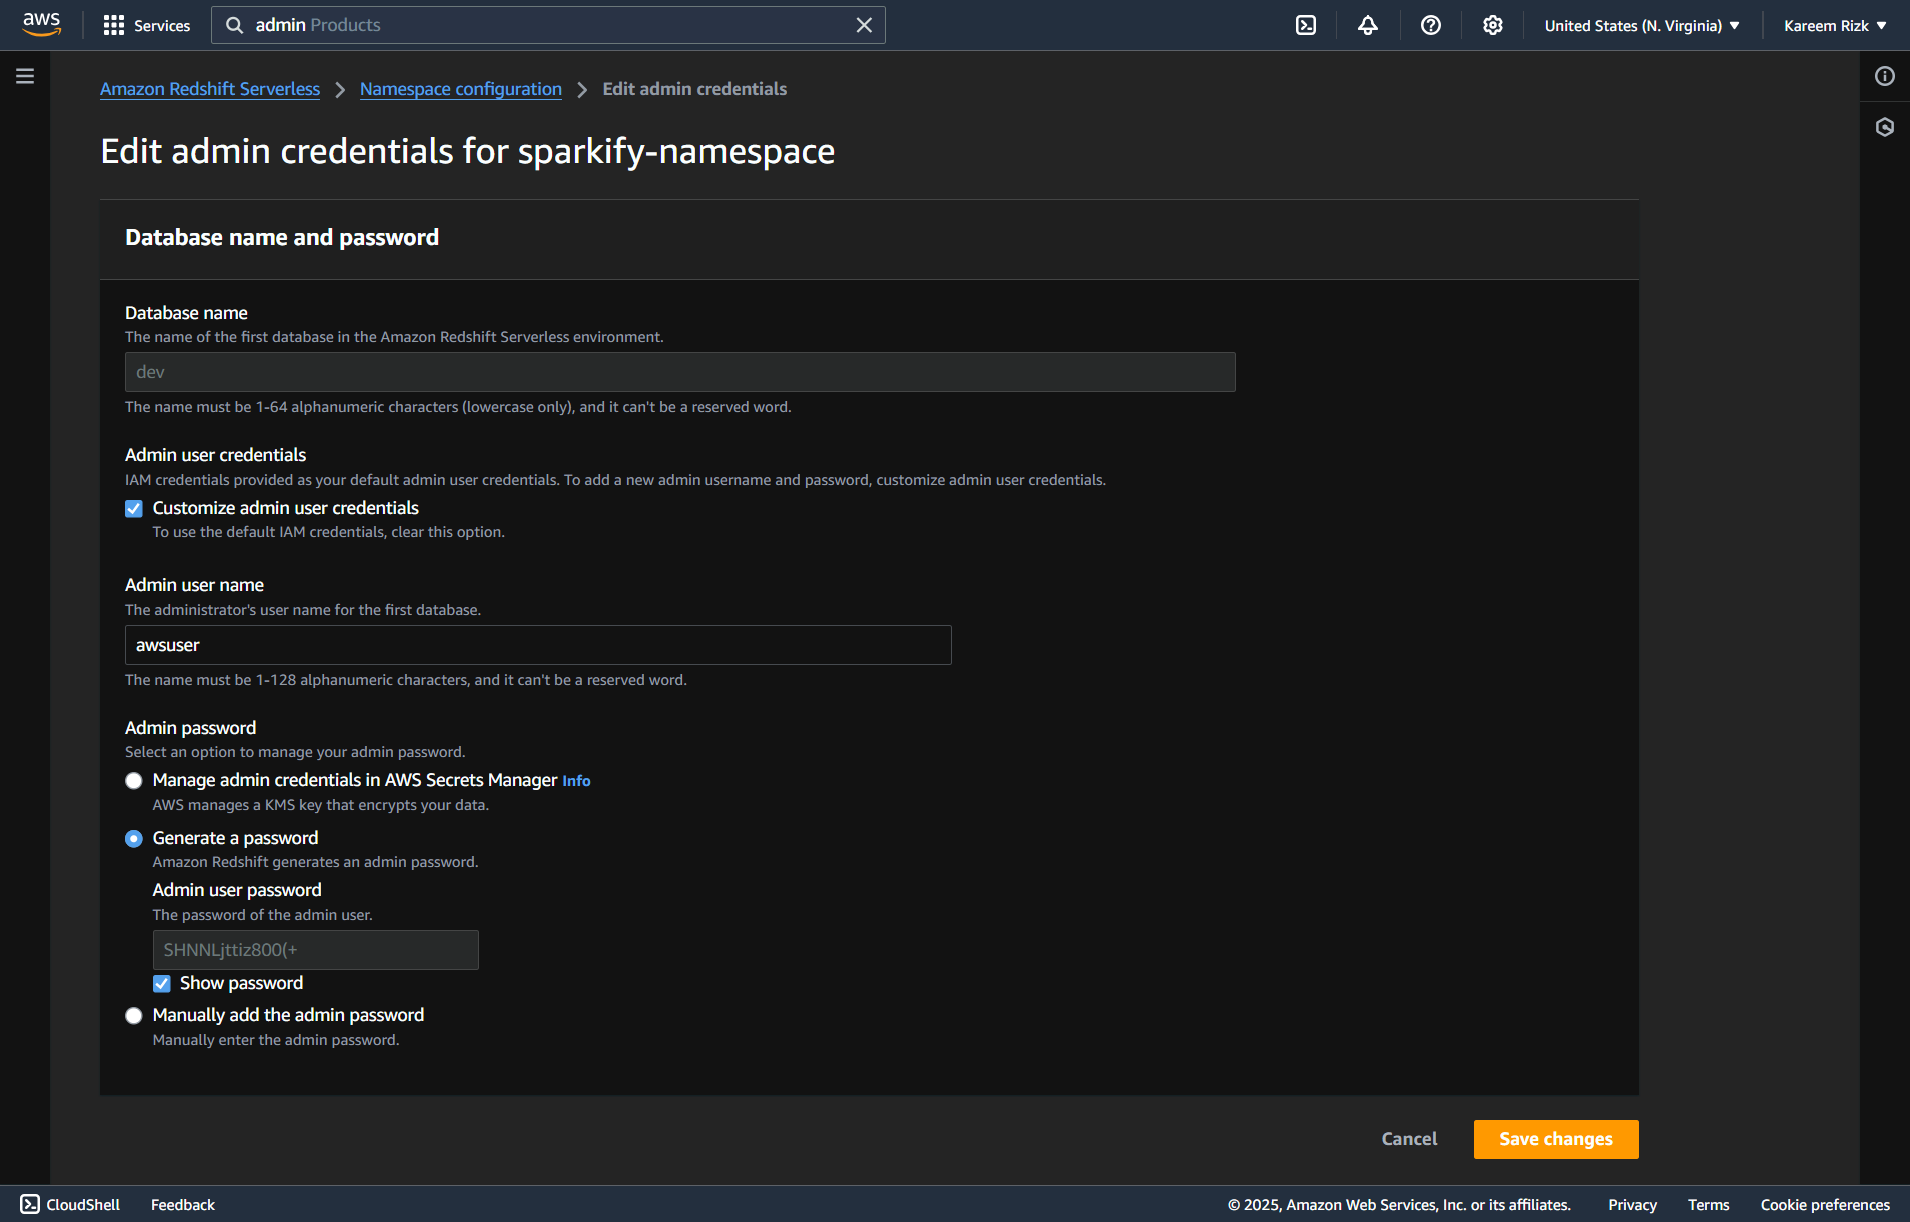 aws
Services
admin Products
United States (N. Virginia)
Kareem Rizk
Amazon Redshift Serverless
Namespace configuration
Edit admin credentials
Edit admin credentials for sparkify-namespace
Database name and password
Database name
The name of the first database in the Amazon Redshift Serverless environment.
dev
The name must be 1-64 alphanumeric characters (lowercase only), and it can't be a reserved word.
Admin user credentials
IAM credentials provided as your default admin user credentials. To add a new admin username and password, customize admin user credentials.
Customize admin user credentials
To use the default IAM credentials, clear this option.
Admin user name
The administrator's user name for the first database.
awsuser
The name must be 1-128 alphanumeric characters, and it can't be a reserved word.
Admin password
Select an option to manage your admin password.
Manage admin credentials in AWS Secrets Manager Info
AWS manages a KMS key that encrypts your data.
Generate a password
Amazon Redshift generates an admin password.
Admin user password
The password of the admin user.
SHNNLjttiz800(+
Show password
Manually add the admin password
Manually enter the admin password.
Cancel
Save changes
CloudShell
Feedback
© 2025, Amazon Web Services, Inc. or its affiliates.
Privacy
Terms
Cookie preferences